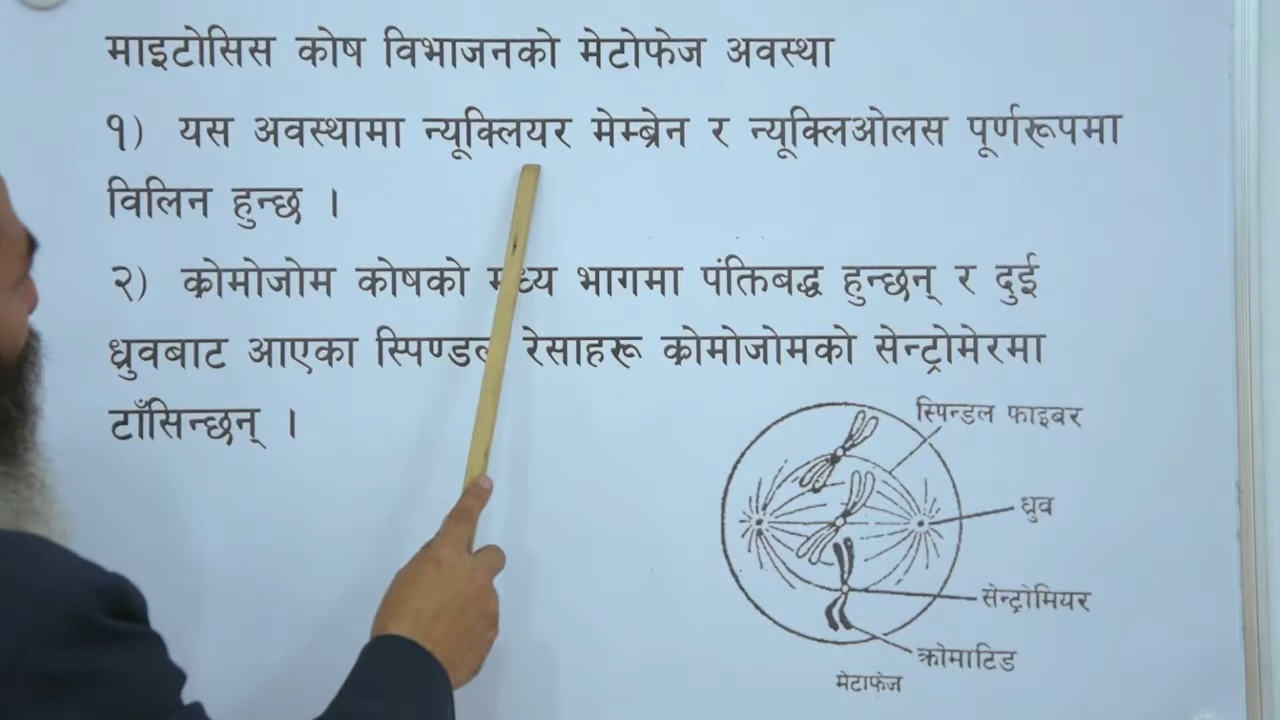 माइटोसिस कोष विभाजनको मेटोफेज अवस्था
१) यस अवस्थामा न्यूक्लियर मेम्ब्रेन र न्यूक्लिओलस पूर्णरूपमा
विलिन हुन्छ ।
२) क्रोमोजोम कोषको मध्य भागमा पंक्तिबद्ध हुन्छन् र दुई
ध्रुवबाट आएका स्पिण्डल रेसाहरू क्रोमोजोमको सेन्ट्रोमेरमा
टाँसिन्छन् ।
स्पिन्डल फाइबर
ध्रुव
सेन्ट्रोमियर
क्रोमाटिड
मेटाफेज